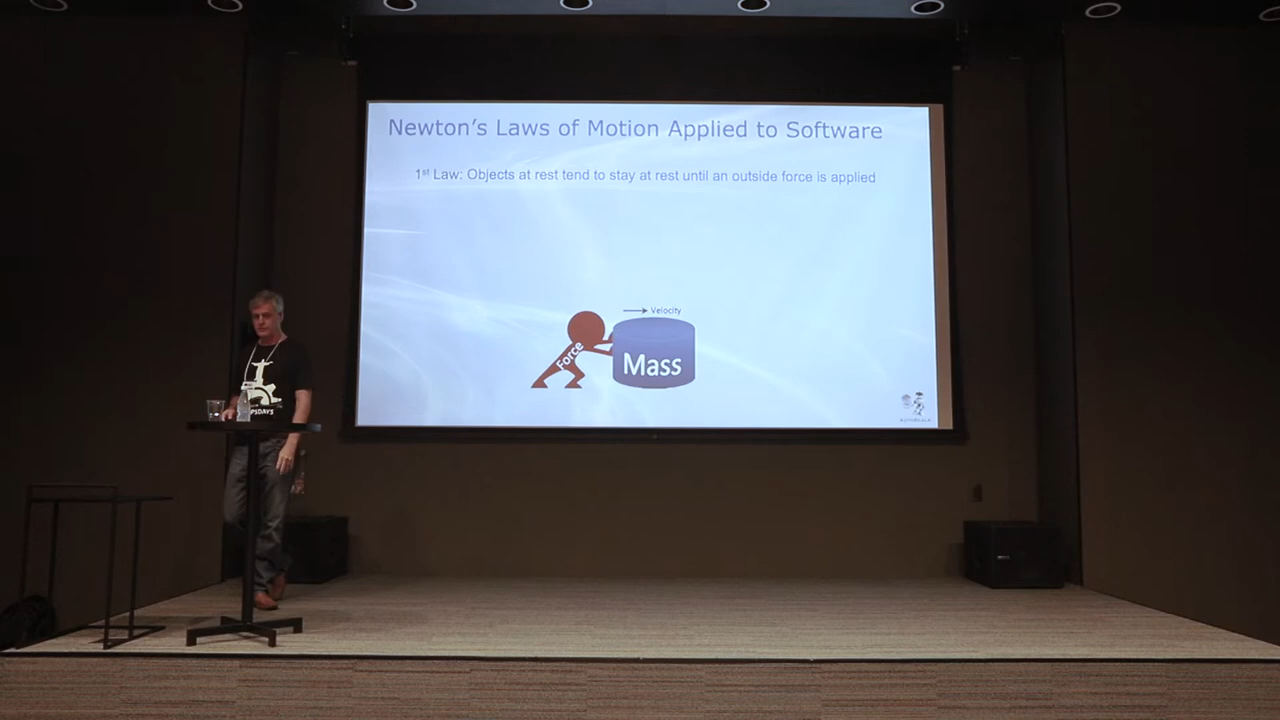 Newton's Laws of Motion Applied to Software
1st Law: Objects at rest tend to stay at rest until an outside force is applied
Velocity
Force
Mass
PSDAYS